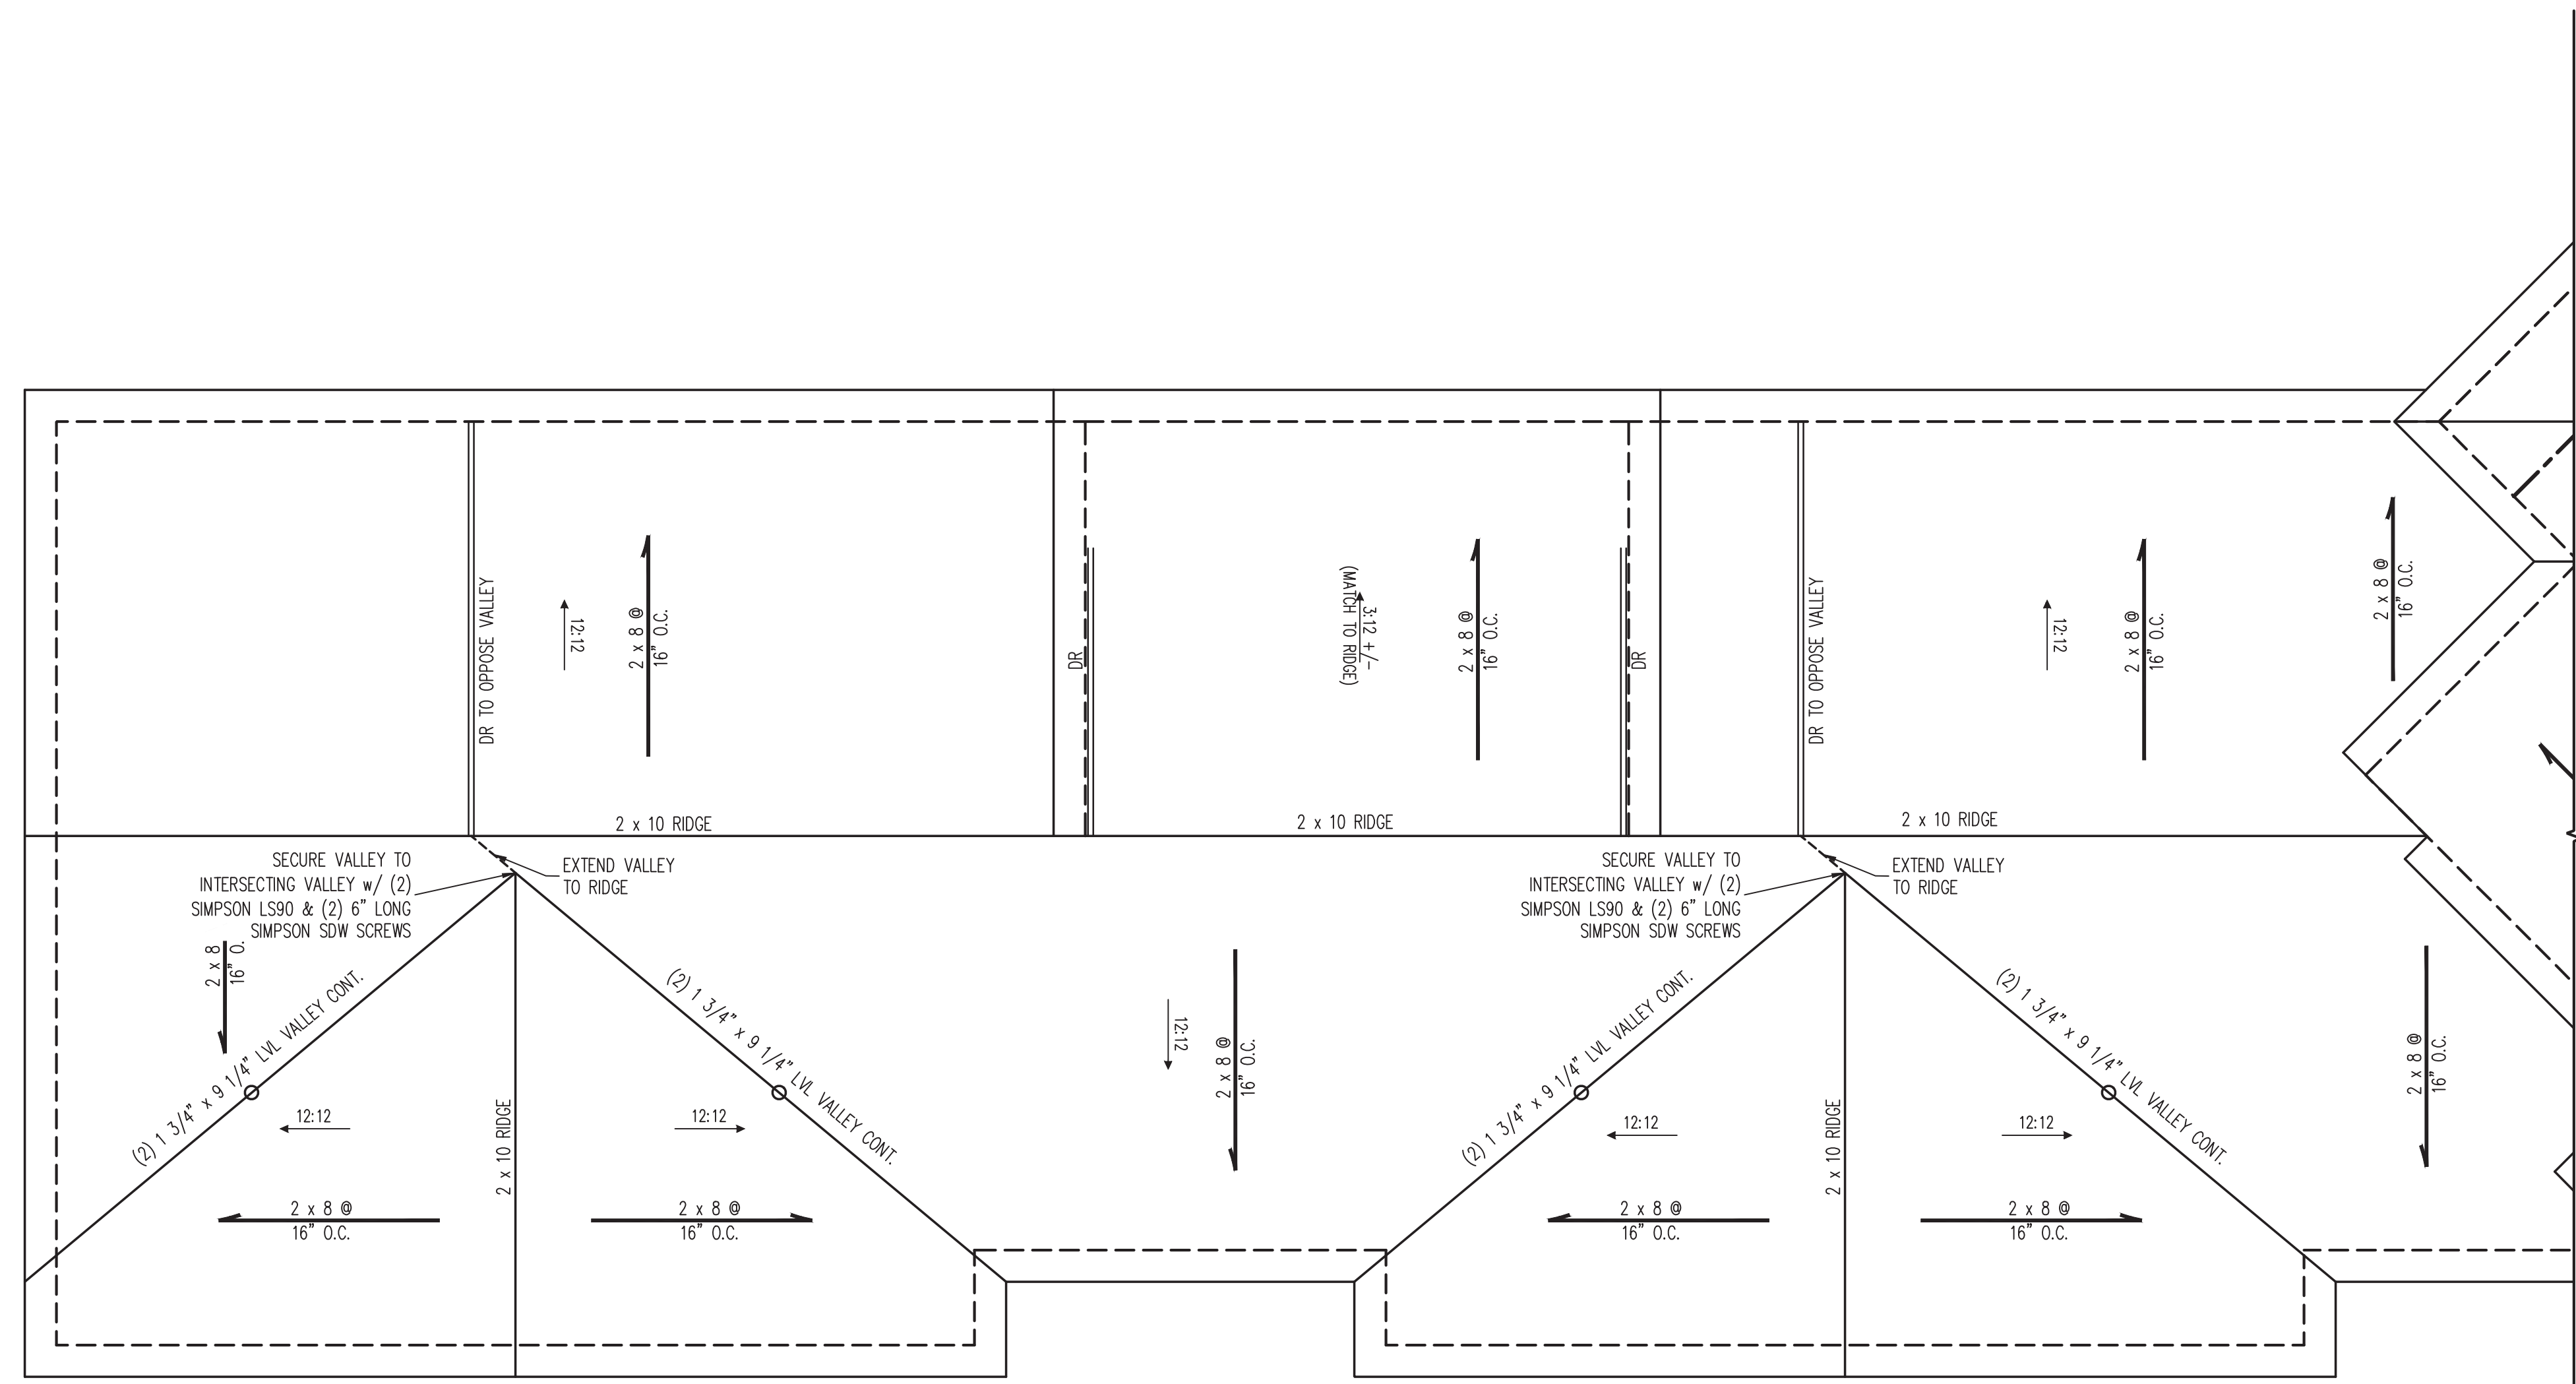 DR TO OPPOSE VALLEY
12:12
2 x 8 @
16" O.C.
DR
(MATCH TO RIDGE)
3:12 +/-
2 x 8 @
16" O.C.
DR
DR TO OPPOSE VALLEY
12:12
2 x 8 @
16" O.C.
2 x 8 @
16" O.C.
2 x 10 RIDGE
2 x 10 RIDGE
2 x 10 RIDGE
SECURE VALLEY TO
INTERSECTING VALLEY w/ (2)
SIMPSON LS90 & (2) 6" LONG
SIMPSON SDW SCREWS
EXTEND VALLEY
TO RIDGE
SECURE VALLEY TO
INTERSECTING VALLEY w/ (2)
SIMPSON LS90 & (2) 6" LONG
SIMPSON SDW SCREWS
EXTEND VALLEY
TO RIDGE
2 x 8
16" O.
(2) 1 3/4" x 9 1/4" LVL VALLEY CONT.
(2) 1 3/4" x 9 1/4" LVL VALLEY CONT.
12:12
2 x 8 @
16" O.C.
(2) 1 3/4" x 9 1/4" LVL VALLEY CONT.
(2) 1 3/4" x 9 1/4" LVL VALLEY CONT.
2 x 8 @
16" O.C.
12:12
2 x 10 RIDGE
12:12
12:12
2 x 10 RIDGE
12:12
2 x 8 @
16" O.C.
2 x 8 @
16" O.C.
2 x 8 @
16" O.C.
2 x 8 @
16" O.C.